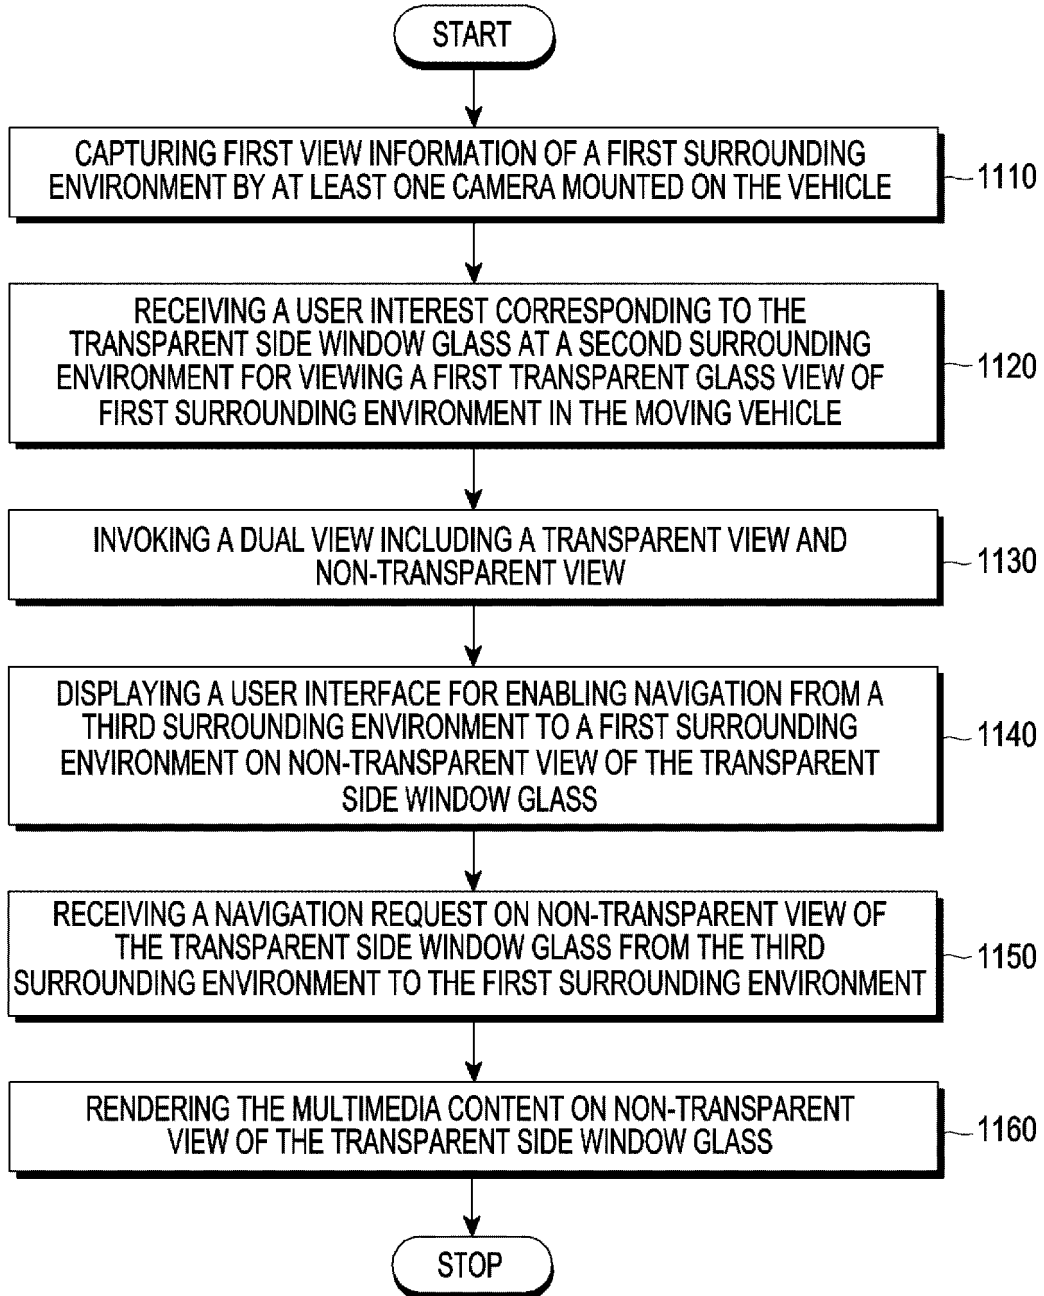 START
CAPTURING FIRST VIEW INFORMATION OF A FIRST SURROUNDING
ENVIRONMENT BY AT LEAST ONE CAMERA MOUNTED ON THE VEHICLE
1110
RECEIVING A USER INTEREST CORRESPONDING TO THE
TRANSPARENT SIDE WINDOW GLASS AT A SECOND SURROUNDING
ENVIRONMENT FOR VIEWING A FIRST TRANSPARENT GLASS VIEW OF
FIRST SURROUNDING ENVIRONMENT IN THE MOVING VEHICLE
1120
INVOKING A DUAL VIEW INCLUDING A TRANSPARENT VIEW AND
NON-TRANSPARENT VIEW
1130
DISPLAYING A USER INTERFACE FOR ENABLING NAVIGATION FROM A
THIRD SURROUNDING ENVIRONMENT TO A FIRST SURROUNDING
ENVIRONMENT ON NON-TRANSPARENT VIEW OF THE TRANSPARENT
SIDE WINDOW GLASS
1140
RECEIVING A NAVIGATION REQUEST ON NON-TRANSPARENT VIEW OF
THE TRANSPARENT SIDE WINDOW GLASS FROM THE THIRD
SURROUNDING ENVIRONMENT TO THE FIRST SURROUNDING ENVIRONMENT
1150
RENDERING THE MULTIMEDIA CONTENT ON NON-TRANSPARENT
VIEW OF THE TRANSPARENT SIDE WINDOW GLASS
1160
STOP